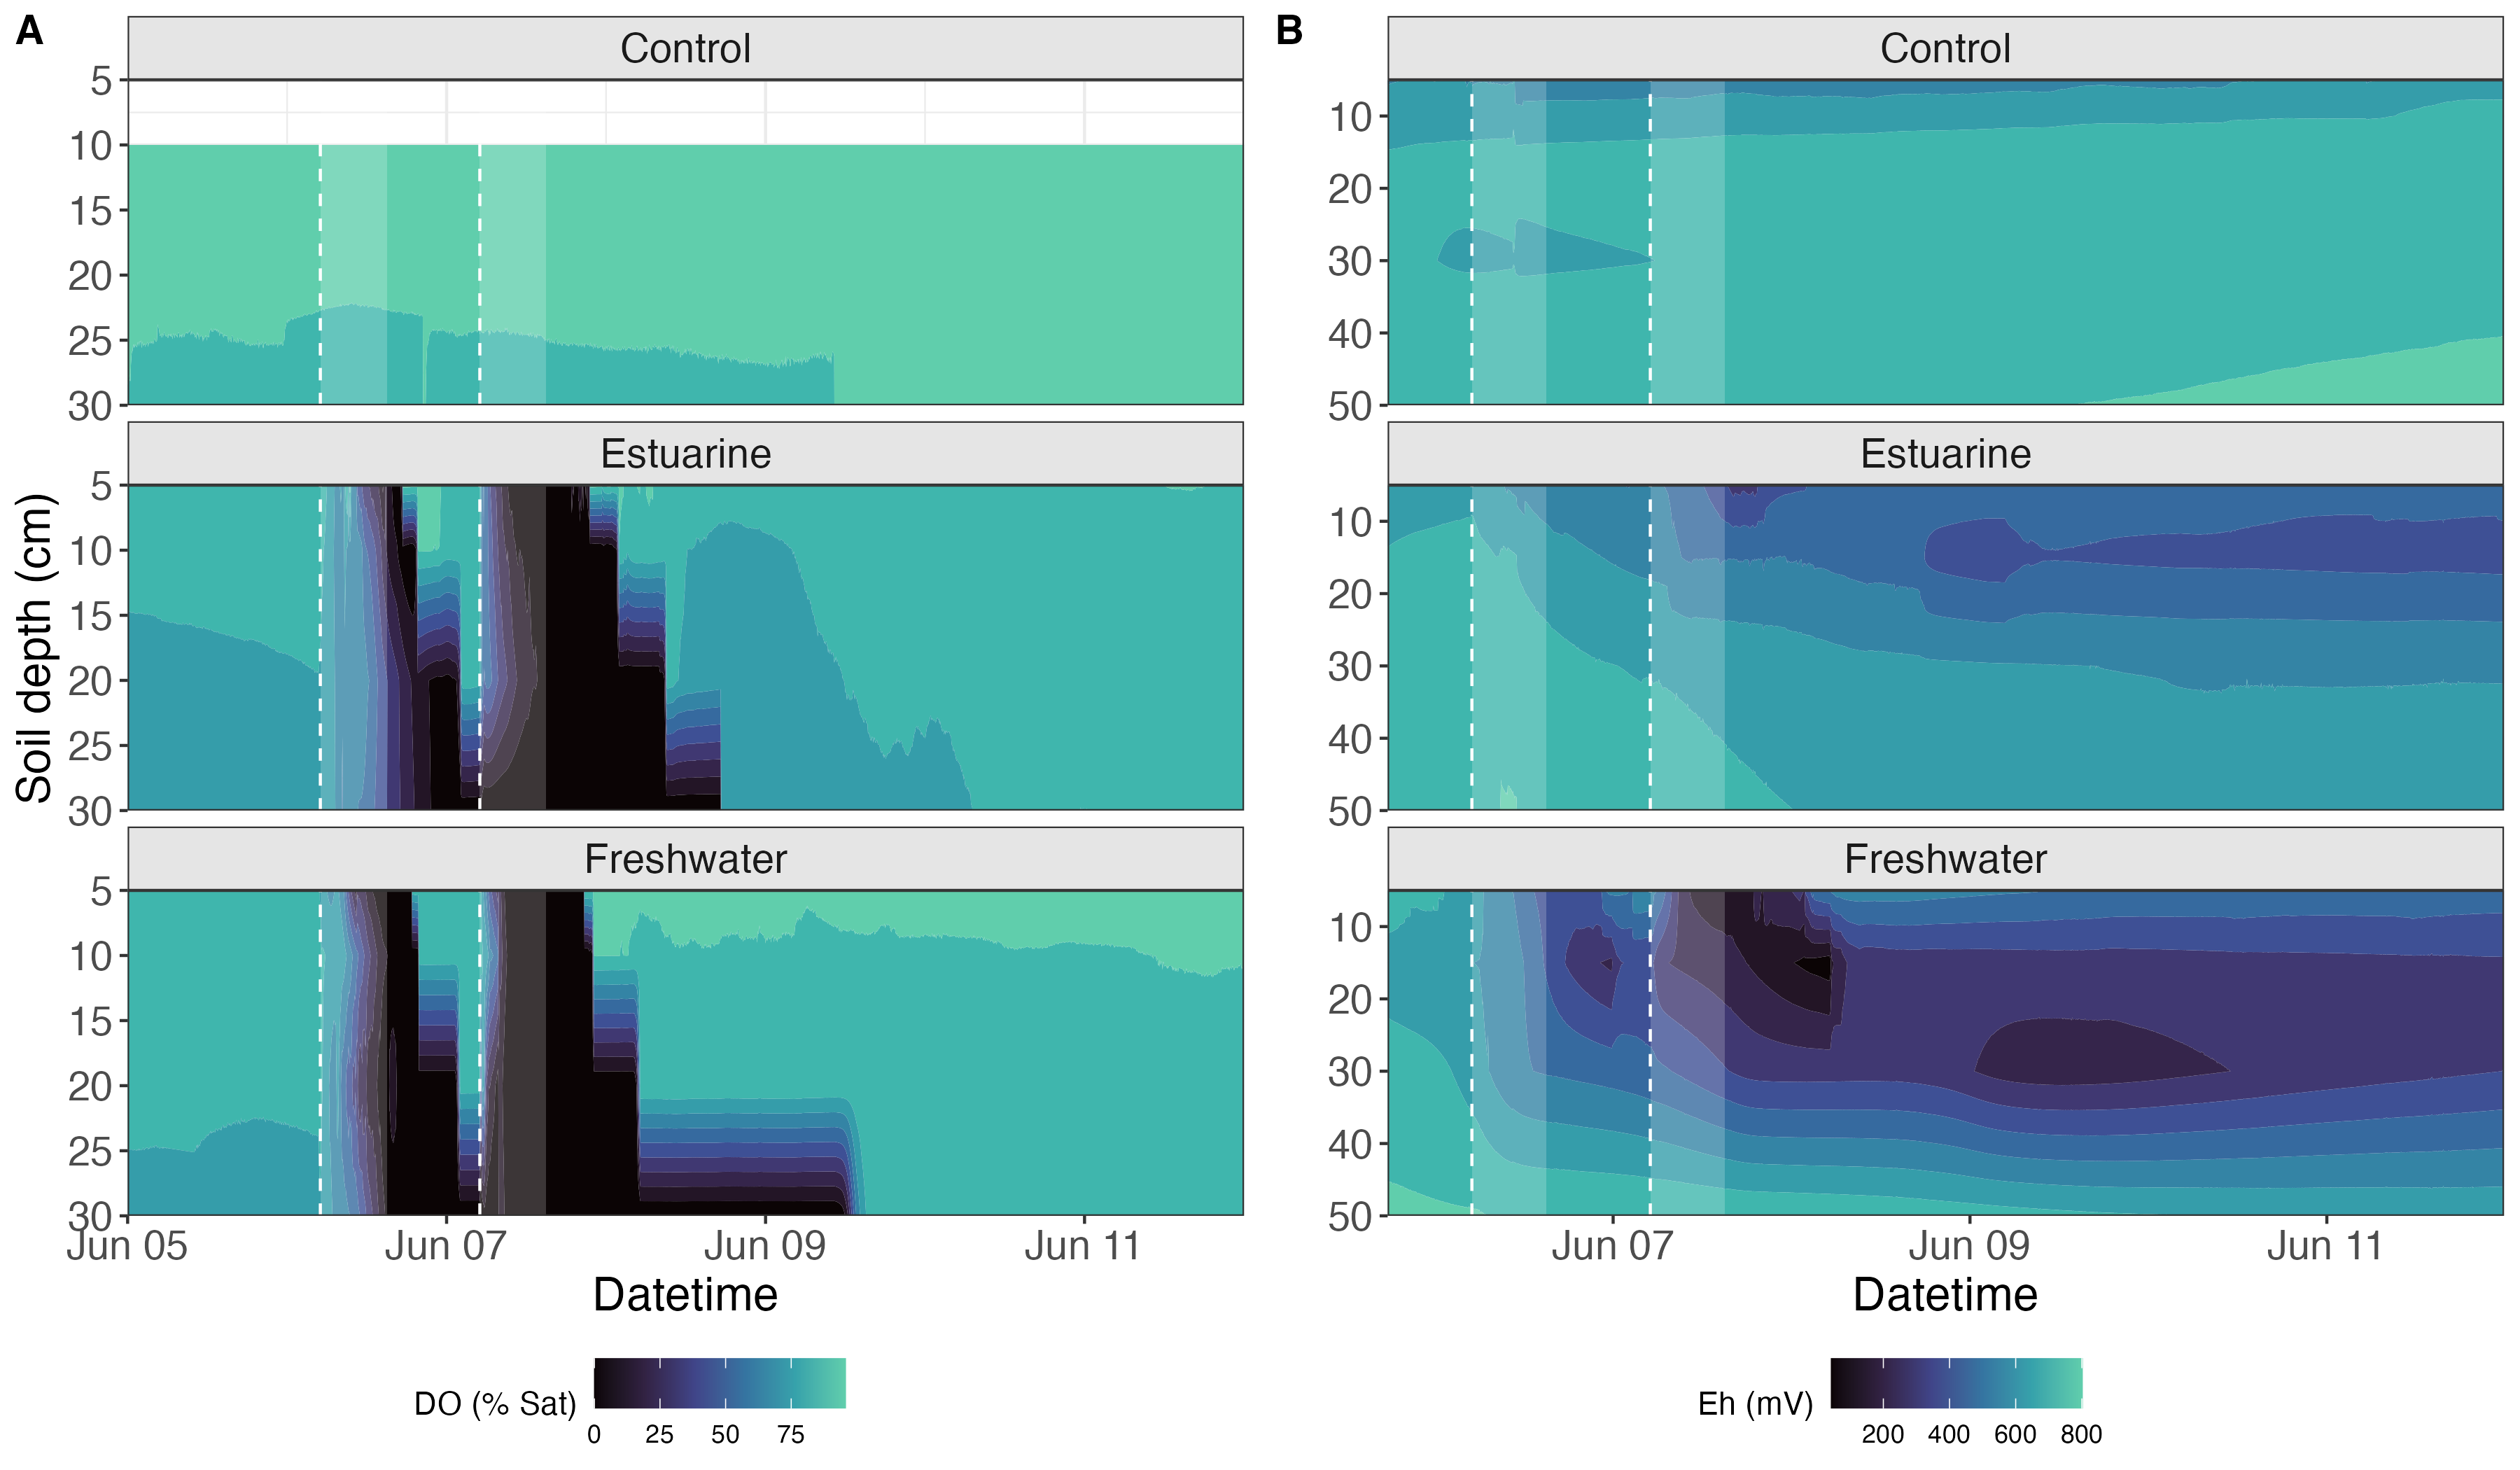 A
Control
5
10
15
20
25
30
Estuarine
5
10
15
20
25
30
Freshwater
5
10
15
20
25
30
Soil depth (cm)
Jun 05 Jun 07 Jun 09 Jun 11
Datetime
DO (% Sat)
0 25 50 75
B
Control
10
20
30
40
50
Estuarine
10
20
30
40
50
Freshwater
10
20
30
40
50
Jun 07 Jun 09 Jun 11
Datetime
Eh (mV)
200 400 600 800